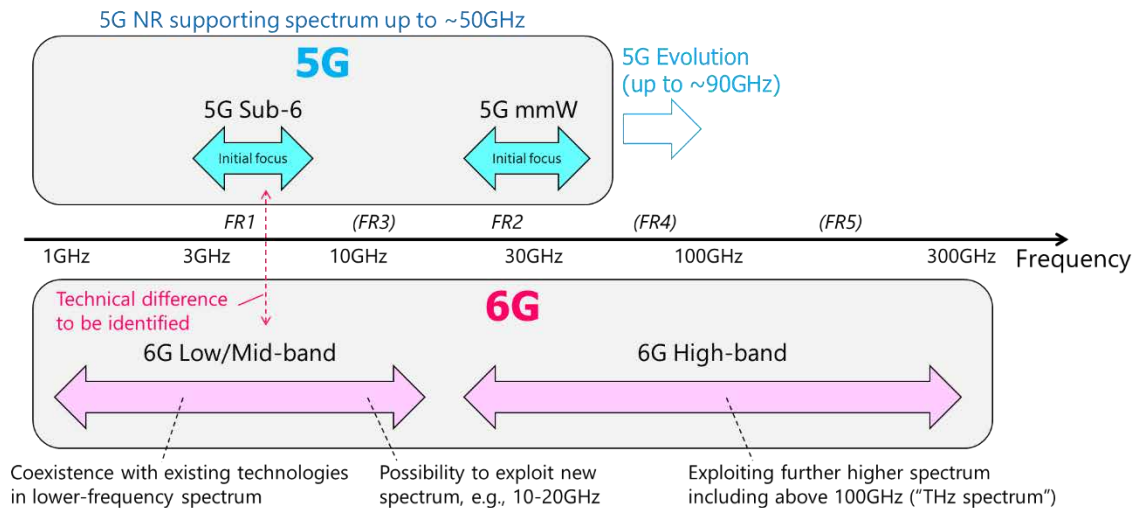 5G NR supporting spectrum up to ~50GHz
5G
5G Evolution
(up to ~90GHz)
5G Sub-6
5G mmW
Initial focus
Initial focus
FR1
(FR3)
FR2
(FR4)
(FR5)
1GHz
3GHz
10GHz
30GHz
100GHz
300GHz
Frequency
Technical difference
to be identified
6G
6G Low/Mid-band
6G High-band
Coexistence with existing technologies
in lower-frequency spectrum
Possibility to exploit new
spectrum, e.g., 10-20GHz
Exploiting further higher spectrum
including above 100GHz (“THz spectrum”)